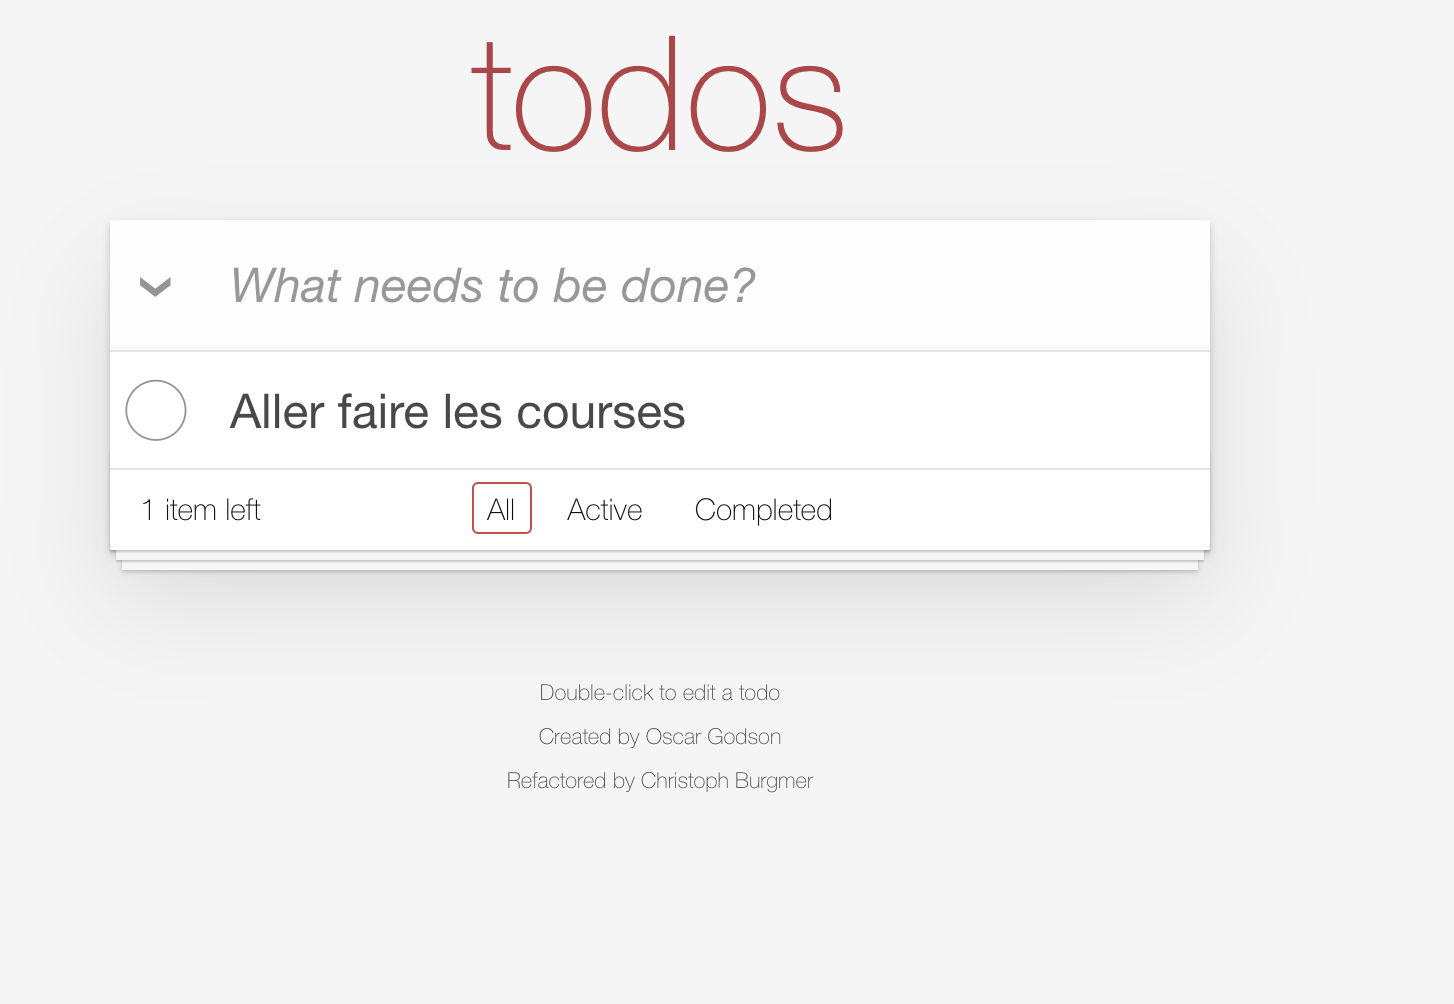 todos
What needs to be done?
Aller faire les courses
1 item left All Active Completed
Double-click to edit a todo
Created by Oscar Godson
Refactored by Christoph Burgmer